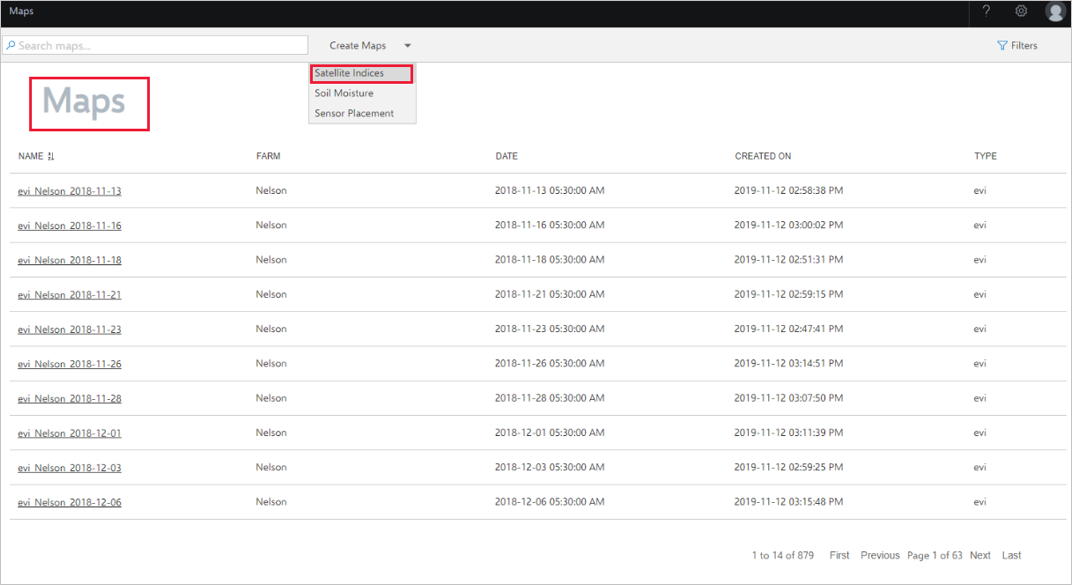 Maps
?
Search maps...
Create Maps
Filters
Satellite Indices
Soil Moisture
Sensor Placement
Maps
NAME FARM DATE CREATED ON TYPE
evi_Nelson_2018-11-13 Nelson 2018-11-13 05:30:00 AM 2019-11-12 02:58:38 PM evi
evi_Nelson_2018-11-16 Nelson 2018-11-16 05:30:00 AM 2019-11-12 03:00:02 PM evi
evi_Nelson_2018-11-18 Nelson 2018-11-18 05:30:00 AM 2019-11-12 02:51:31 PM evi
evi_Nelson_2018-11-21 Nelson 2018-11-21 05:30:00 AM 2019-11-12 02:59:15 PM evi
evi_Nelson_2018-11-23 Nelson 2018-11-23 05:30:00 AM 2019-11-12 02:47:41 PM evi
evi_Nelson_2018-11-26 Nelson 2018-11-26 05:30:00 AM 2019-11-12 03:14:51 PM evi
evi_Nelson_2018-11-28 Nelson 2018-11-28 05:30:00 AM 2019-11-12 03:07:50 PM evi
evi_Nelson_2018-12-01 Nelson 2018-12-01 05:30:00 AM 2019-11-12 03:11:39 PM evi
evi_Nelson_2018-12-03 Nelson 2018-12-03 05:30:00 AM 2019-11-12 02:59:25 PM evi
evi_Nelson_2018-12-06 Nelson 2018-12-06 05:30:00 AM 2019-11-12 03:15:48 PM evi
1 to 14 of 879 First Previous Page 1 of 63 Next Last